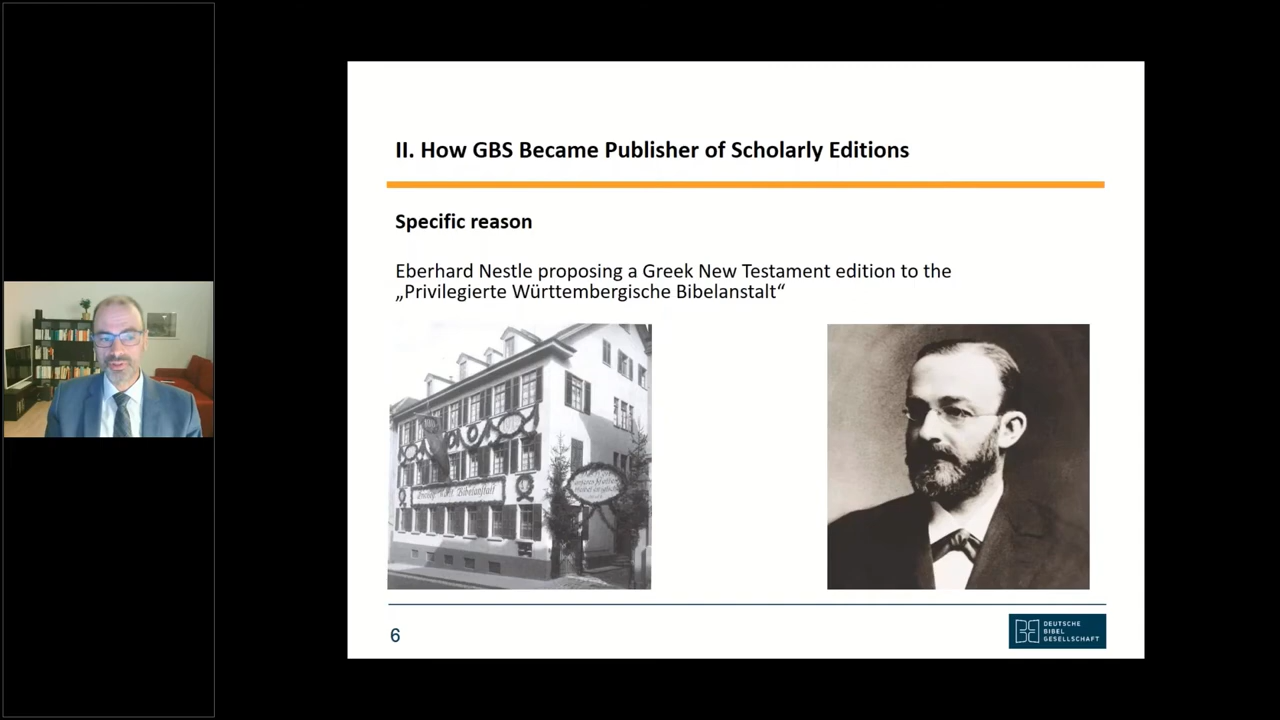 II. How GBS Became Publisher of Scholarly Editions
Specific reason
Eberhard Nestle proposing a Greek New Testament edition to the
„Privilegierte Württembergische Bibelanstalt“
Bibelanstalt
6
DEUTSCHE
BIBEL
GESELLSCHAFT